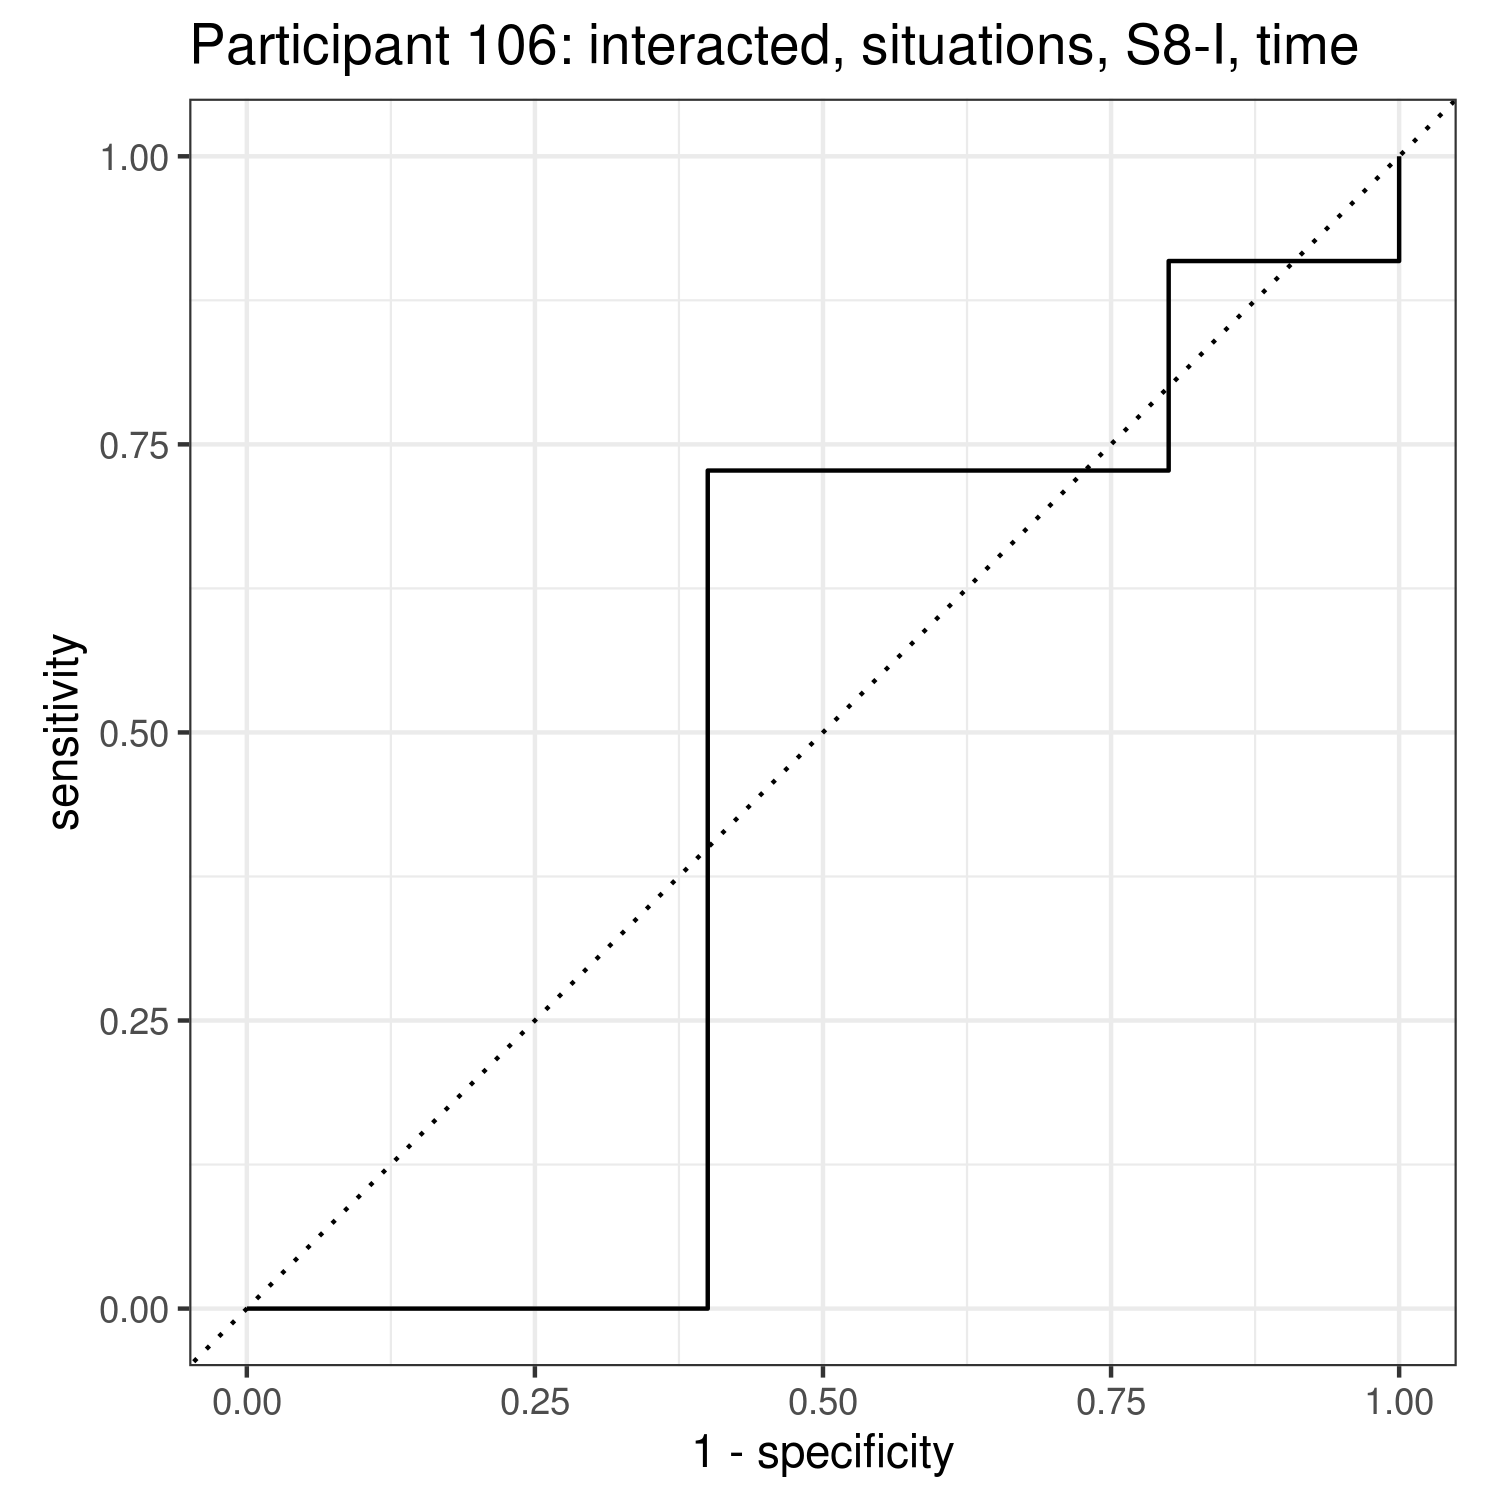 Participant 106: interacted, situations, S8-I, time
1.00
0.75
0.50
0.25
0.00
sensitivity
0.00 0.25 0.50 0.75 1.00
1 - specificity